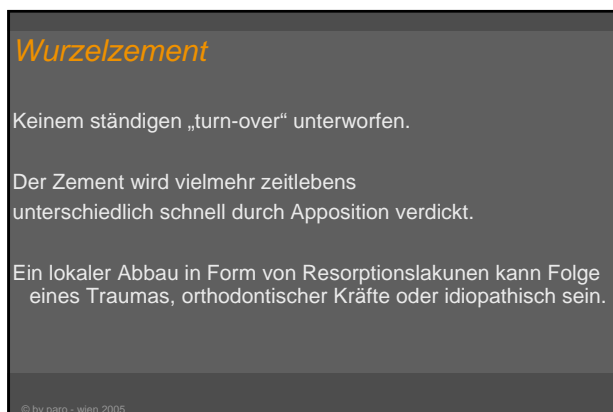 Wurzelzement
Keinem ständigen „turn-over“ unterworfen.
Der Zement wird vielmehr zeitlebens
unterschiedlich schnell durch Apposition verdickt.
Ein lokaler Abbau in Form von Resorptionslakunen kann Folge
eines Traumas, orthodontischer Kräfte oder idiopathisch sein.
© by paro - wien 2005